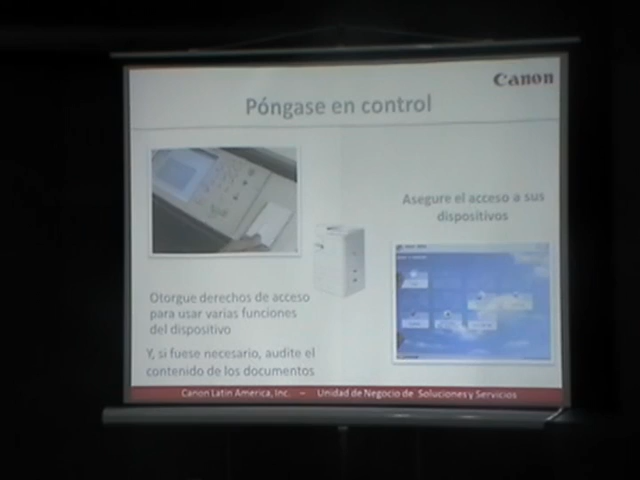 Canon
Póngase en control
Asegure el acceso a sus
dispositivos
Otorgue derechos de acceso
para usar varias funciones
del dispositivo
Y, si fuese necesario, audite el
contenido de los documentos
Canon Latin America, Inc. – Unidad de Negocio de Soluciones y Servicios